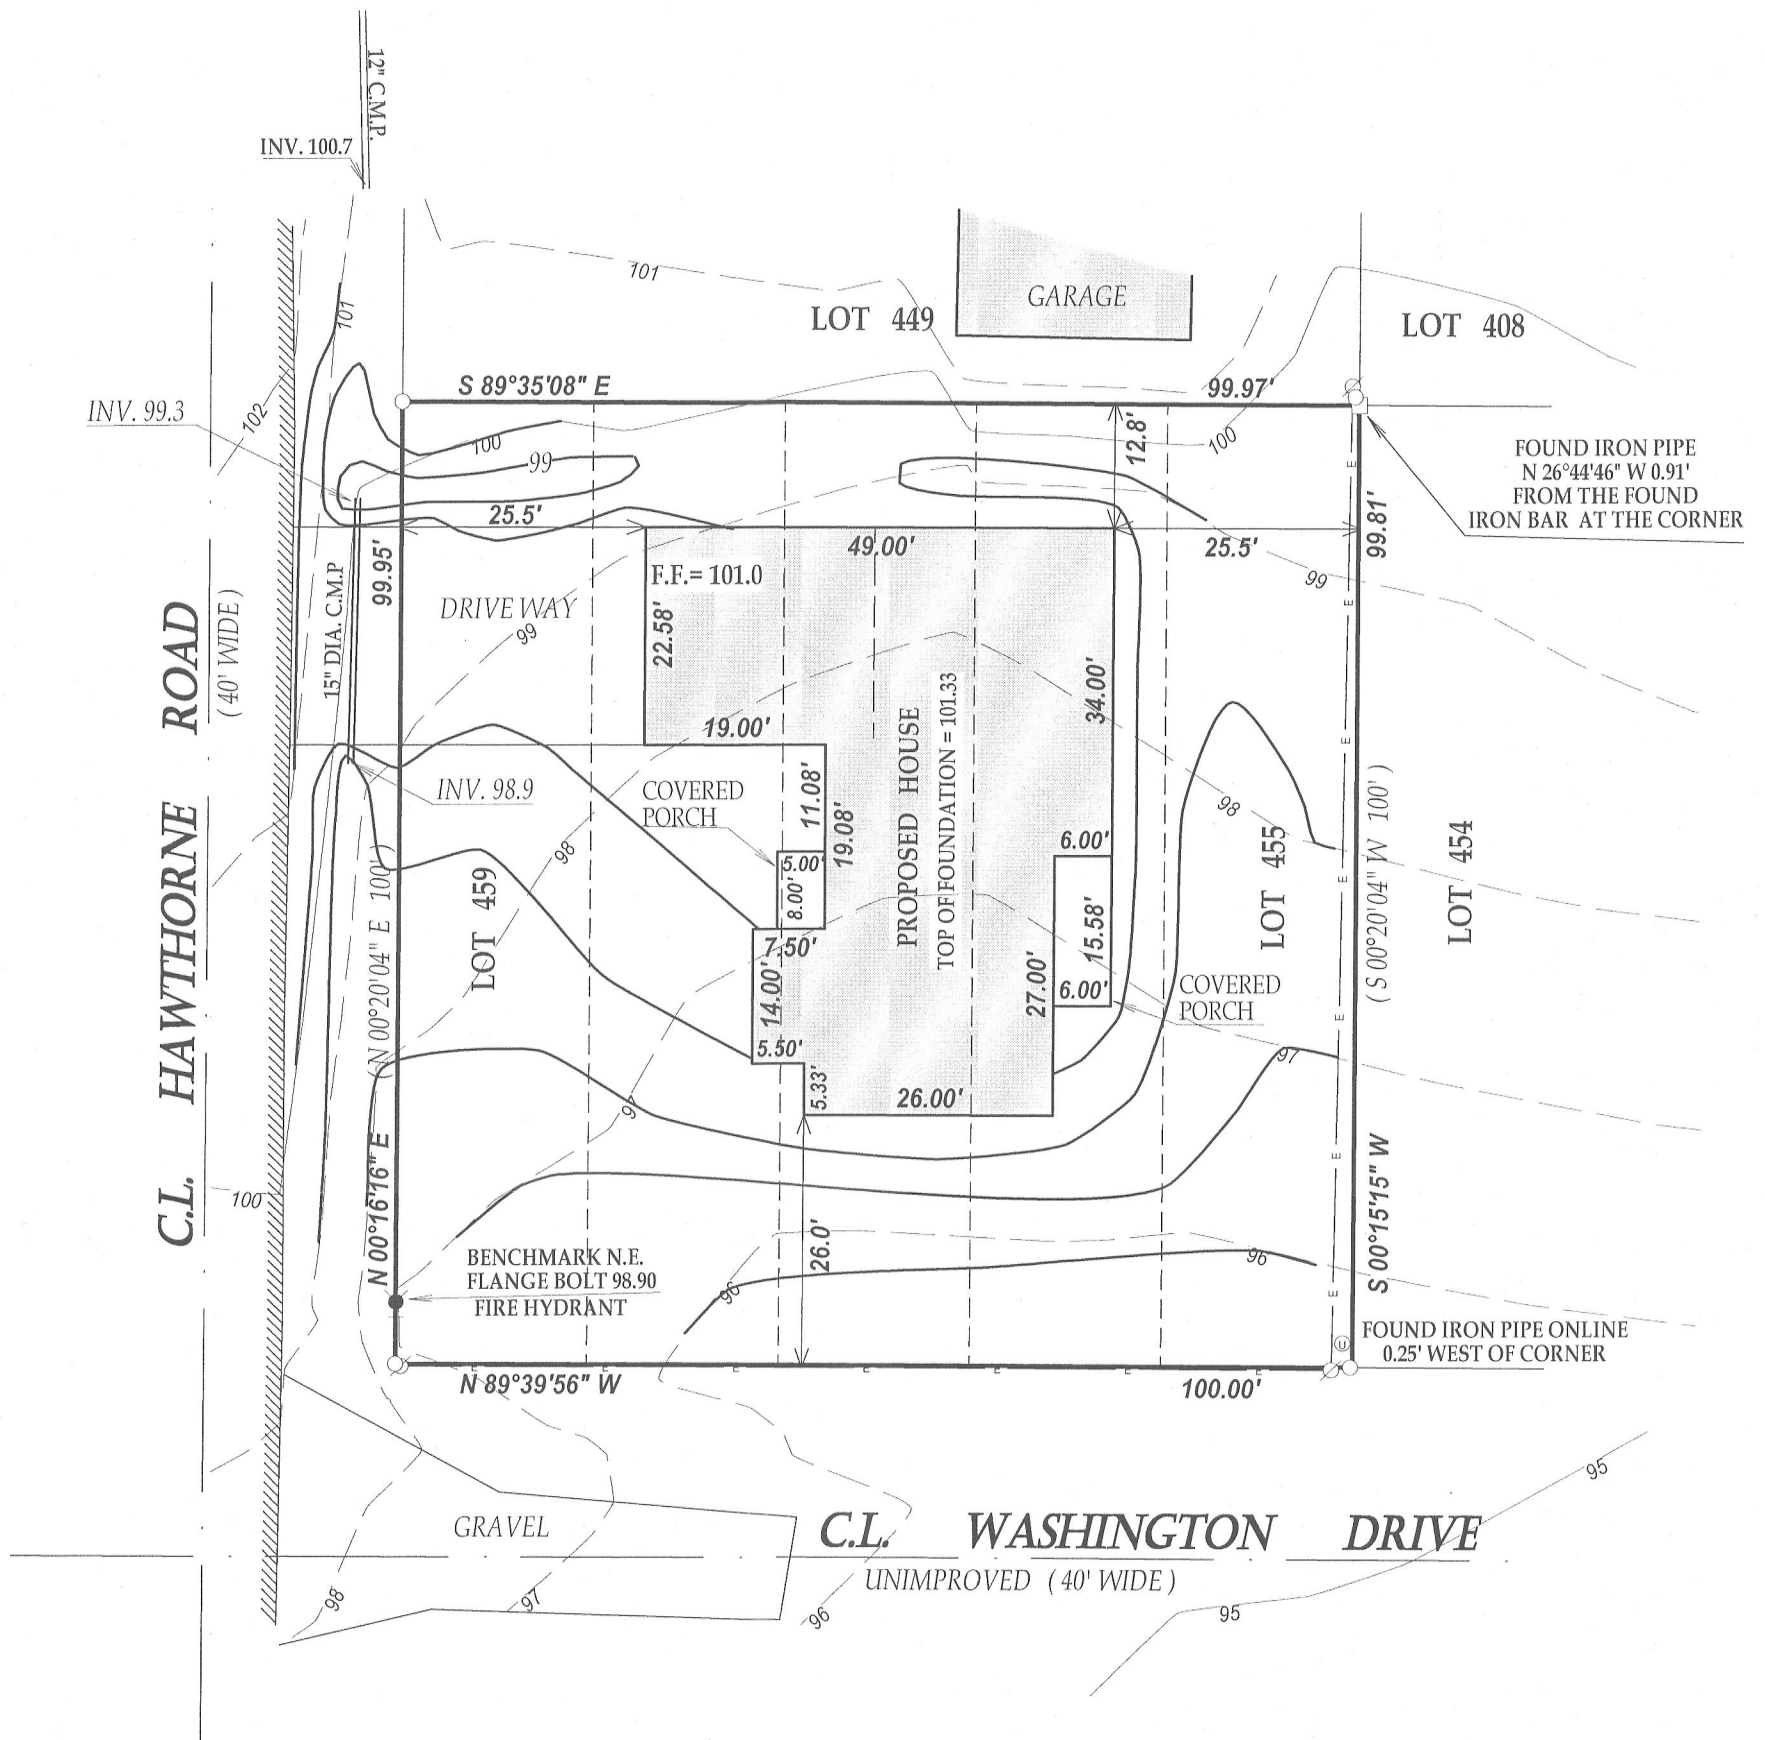 12" C.M.P.
INV. 100.7
101
101
GARAGE
LOT 449
LOT 408
S 89°35'08" E
99.97'
INV. 99.3
102
100
99
12.8'
100
FOUND IRON PIPE
N 26°44'46" W 0.91'
FROM THE FOUND
IRON BAR AT THE CORNER
25.5'
49.00'
25.5'
99.95'
99.81'
F.F.= 101.0
99
DRIVE WAY
99
22.58'
15" DIA. C.M.P
C.L. HAWTHORNE ROAD
( 40' WIDE )
19.00'
34.00'
PROPOSED HOUSE
TOP OF FOUNDATION = 101.33
INV. 98.9
COVERED
PORCH
11.08'
19.08'
98
98
6.00'
5.00'
8.00'
LOT 459
LOT 455
LOT 454
( N 00°20'04" E 100' )
( S 00°20'04" W 100' )
7.50'
14.00'
15.58'
27.00'
6.00'
COVERED
PORCH
5.50'
5.33'
26.00'
97
97
N 00°16'16" E
S 00°15'15" W
100
26.0'
BENCHMARK N.E.
FLANGE BOLT 98.90
FIRE HYDRANT
96
96
E
E
E
E
E
E
E
U
FOUND IRON PIPE ONLINE
0.25' WEST OF CORNER
E
E
E
E
E
E
E
N 89°39'56" W
100.00'
95
GRAVEL
C.L. WASHINGTON DRIVE
UNIMPROVED ( 40' WIDE )
98
97
96
95